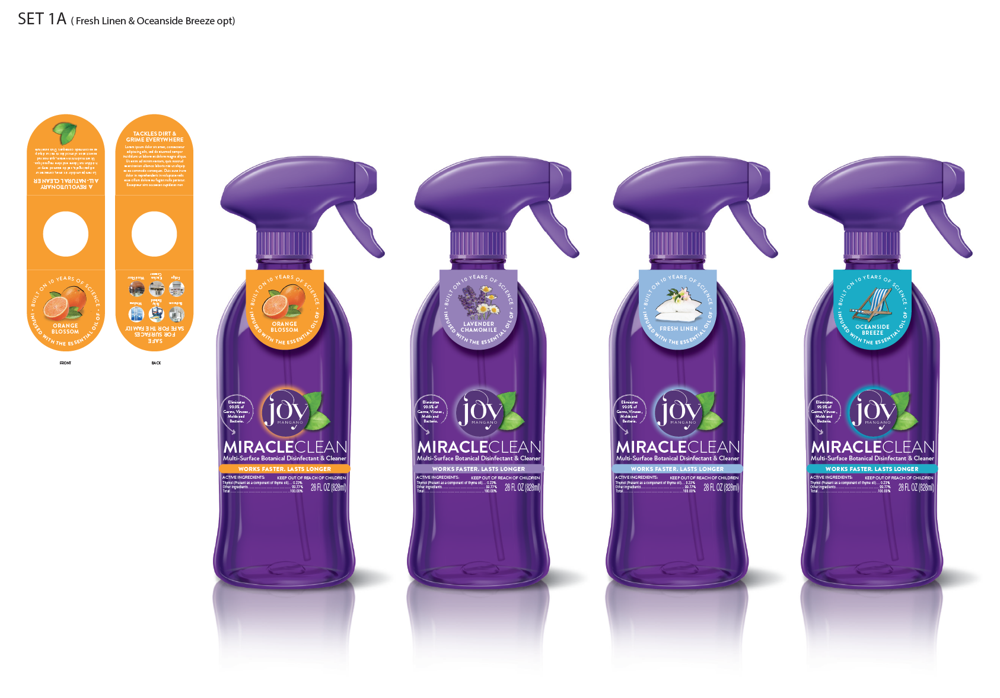 SET 1A ( Fresh Linen & Oceanside Breeze opt)
A REVOLUTIONARY
ALL-NATURAL CLEANER
BUILT ON 10 YEARS OF SCIENCE
ORANGE
BLOSSOM
INFUSED WITH THE ESSENTIAL OIL OF
FRONT
TACKLES DIRT &
GRIME EVERYWHERE
Lorem ipsum dolor sit amet, consectetur
adipiscing elit, sed do eiusmod tempor
incididunt ut labore et dolore magna aliqua.
Ut enim ad minim veniam, quis nostrud
exercitation ullamco laboris nisi ut aliquip
ex ea commodo consequat. Duis aute irure
dolor in reprehenderit in voluptate velit
esse cillum dolore eu fugiat nulla pariatur.
Excepteur sint occaecat cupidatat non
SAFE
FOR SURFACES
SAFE FOR THE FAMILY
Bathroom
Windows
Fridge
Kitchen
Counter
Wood Floor
BACK
BUILT ON 10 YEARS OF SCIENCE
ORANGE
BLOSSOM
INFUSED WITH THE ESSENTIAL OIL OF
Eliminates
99.9% of
Germs, Viruses,
Molds and
Bacteria.
joy
MANGANO
MIRACLECLEAN
Multi-Surface Botanical Disinfectant & Cleaner
WORKS FASTER. LASTS LONGER
ACTIVE INGREDIENTS:
Thymol (Present as a component of thyme oil)... 0.23%
Other Ingredients........ 99.77%
Total........ 100.00%
KEEP OUT OF REACH OF CHILDREN
28 FL OZ (828ml)
BUILT ON 10 YEARS OF SCIENCE
LAVENDER
CHAMOMILE
INFUSED WITH THE ESSENTIAL OIL OF
Eliminates
99.9% of
Germs, Viruses,
Molds and
Bacteria.
joy
MANGANO
MIRACLECLEAN
Multi-Surface Botanical Disinfectant & Cleaner
WORKS FASTER. LASTS LONGER
ACTIVE INGREDIENTS:
Thymol (Present as a component of thyme oil)... 0.23%
Other Ingredients........ 99.77%
Total........ 100.00%
KEEP OUT OF REACH OF CHILDREN
28 FL OZ (828ml)
BUILT ON 10 YEARS OF SCIENCE
FRESH LINEN
INFUSED WITH THE ESSENTIAL OIL OF
Eliminates
99.9% of
Germs, Viruses,
Molds and
Bacteria.
joy
MANGANO
MIRACLECLEAN
Multi-Surface Botanical Disinfectant & Cleaner
WORKS FASTER. LASTS LONGER
ACTIVE INGREDIENTS:
Thymol (Present as a component of thyme oil)... 0.23%
Other Ingredients........ 99.77%
Total........ 100.00%
KEEP OUT OF REACH OF CHILDREN
28 FL OZ (828ml)
BUILT ON 10 YEARS OF SCIENCE
OCEANSIDE
BREEZE
INFUSED WITH THE ESSENTIAL OIL OF
Eliminates
99.9% of
Germs, Viruses,
Molds and
Bacteria.
joy
MANGANO
MIRACLECLEAN
Multi-Surface Botanical Disinfectant & Cleaner
WORKS FASTER. LASTS LONGER
ACTIVE INGREDIENTS:
Thymol (Present as a component of thyme oil)... 0.23%
Other Ingredients........ 99.77%
Total........ 100.00%
KEEP OUT OF REACH OF CHILDREN
28 FL OZ (828ml)